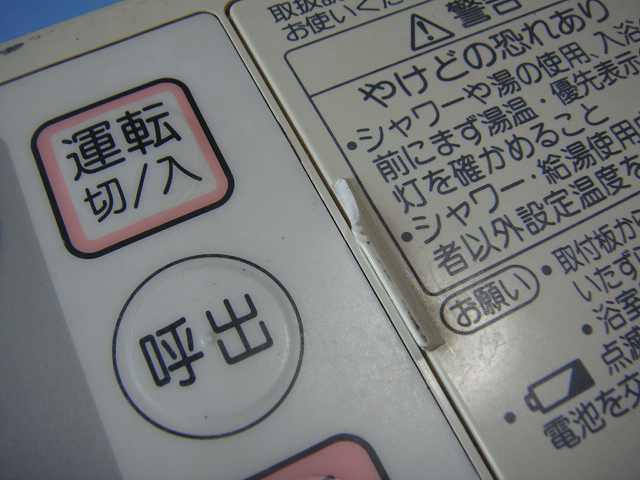 運転
切/入
呼出
取扱説
お使いくだ
警告
やけどの恐れあり
•シャワーや湯の使用、入浴
前にまず湯温・優先表示
灯を確かめること
•シャワー・給湯使用
者以外設定温度を
お願い
•取付板か
いたず
•浴室
点滅
電池を交